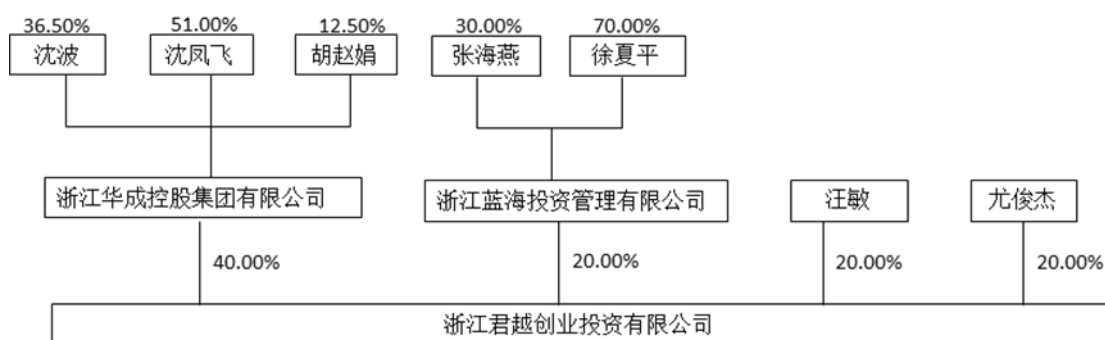 36.50% 51.00% 12.50% 30.00% 70.00%
沈波 沈凤飞 胡赵娟 张海燕 徐夏平
浙江华成控股集团有限公司 浙江蓝海投资管理有限公司 汪敏 尤俊杰
40.00% 20.00% 20.00% 20.00%
浙江君越创业投资有限公司